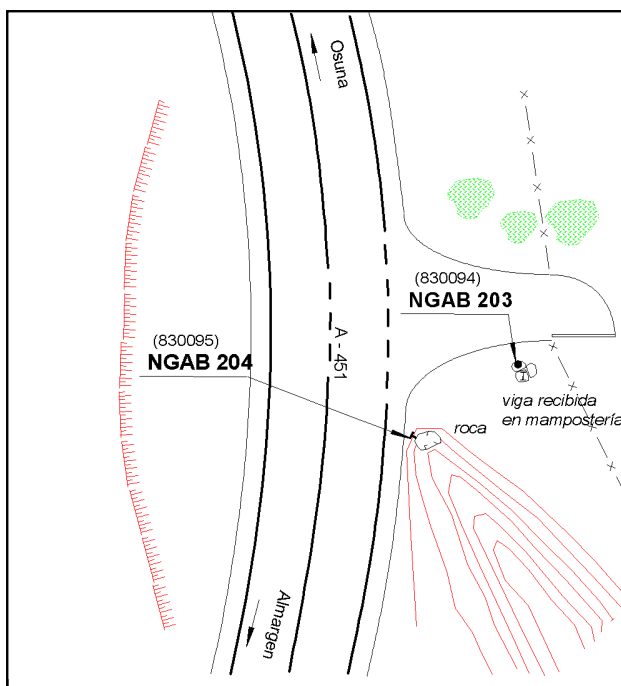 Osuna
(830094)
NGAB 203
(830095)
NGAB 204
A - 451
viga recibida
en mampostería
roca
Almargen